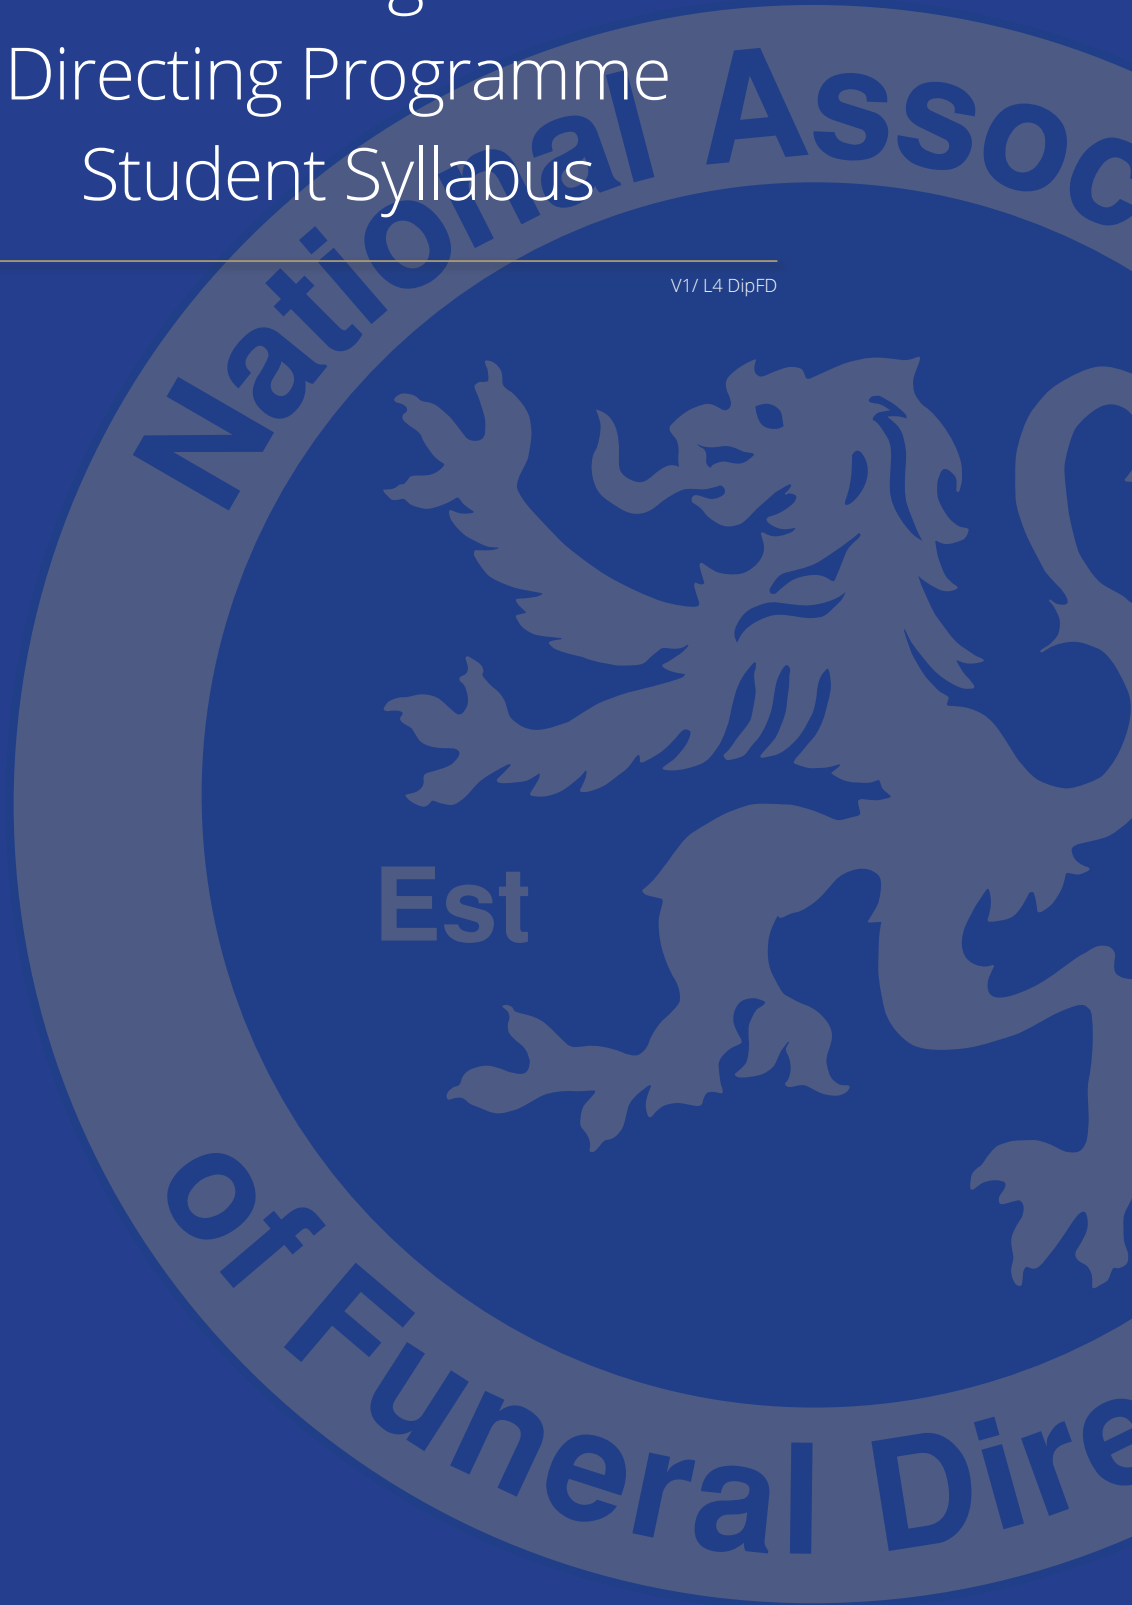 Directing Programme
Student Syllabus
V1/ L4 DipFD
National Assoc
Est
of Funeral Dire